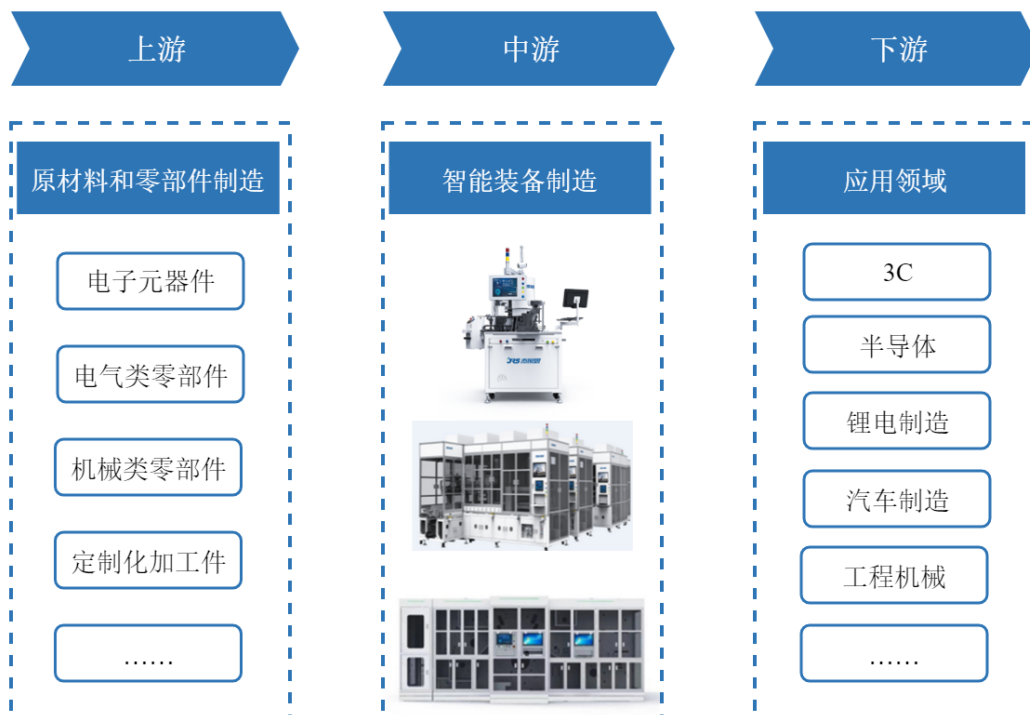 上游
中游
下游
原材料和零部件制造
智能装备制造
应用领域
电子元器件
电气类零部件
机械类零部件
定制化加工件
……
3C
半导体
锂电制造
汽车制造
工程机械
……